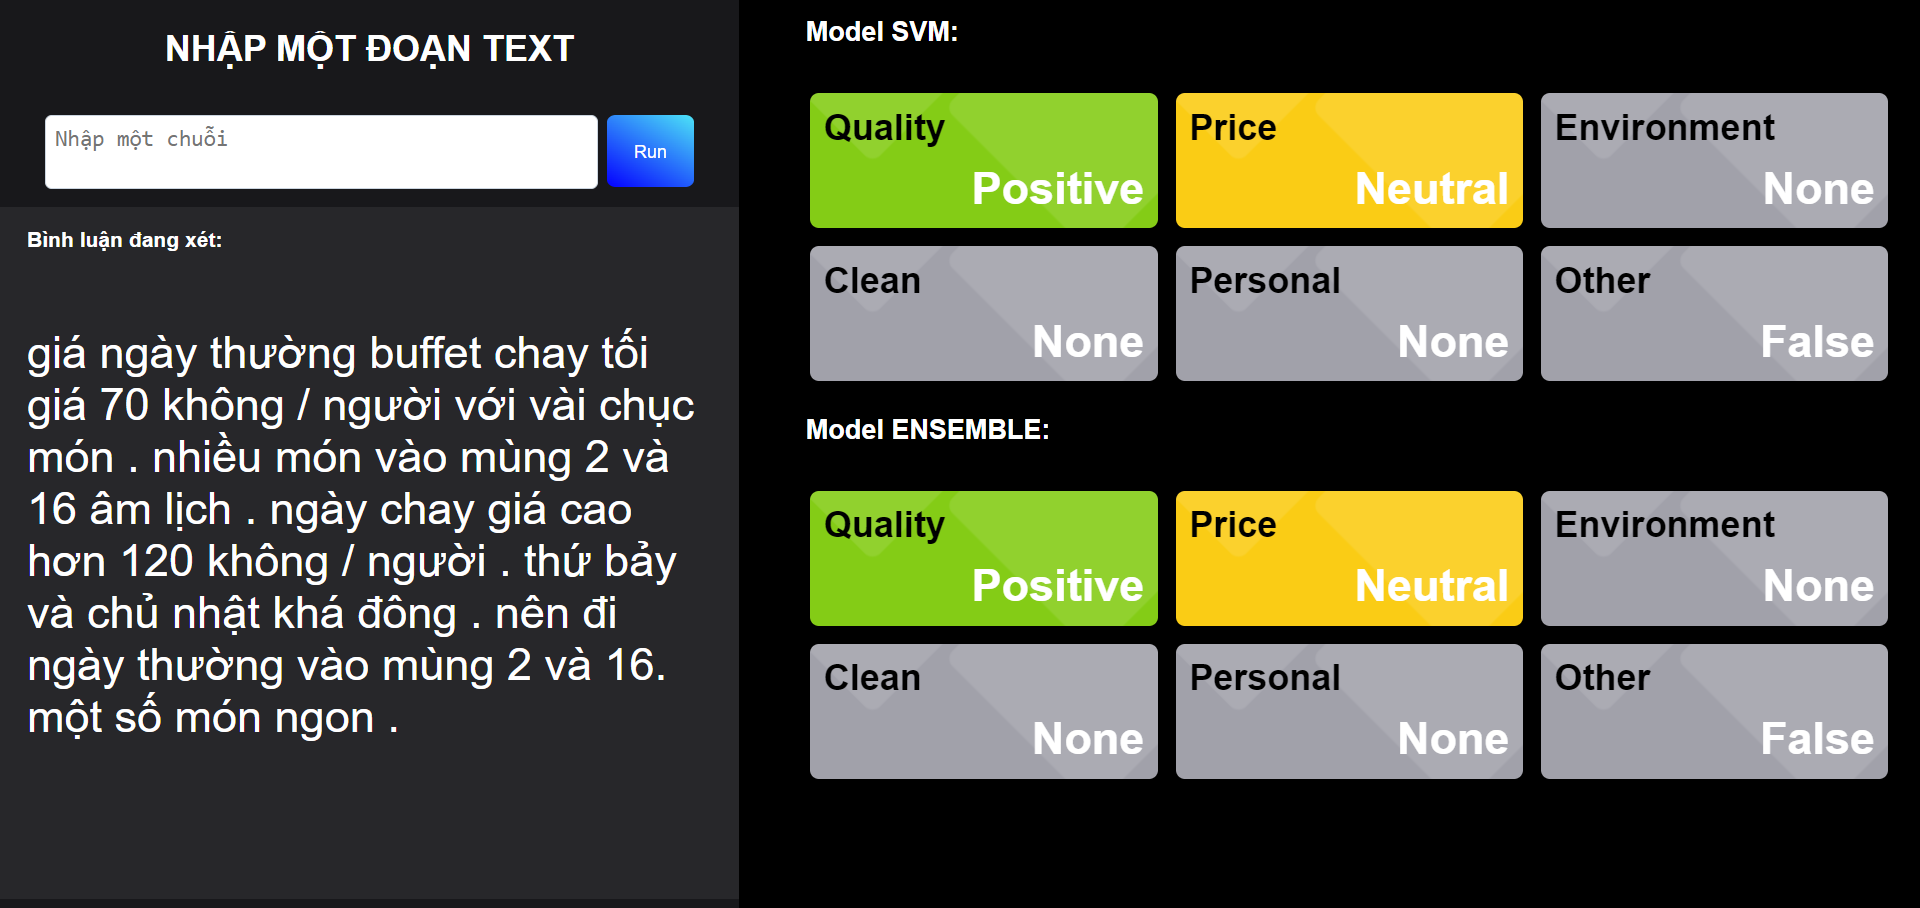 NHẬP MỘT ĐOẠN TEXT
Nhập một chuỗi
Run
Bình luận đang xét:
giá ngày thường buffet chay tối
giá 70 không / người với vài chục
món . nhiều món vào mùng 2 và
16 âm lịch . ngày chay giá cao
hơn 120 không / người . thứ bảy
và chủ nhật khá đông . nên đi
ngày thường vào mùng 2 và 16.
một số món ngon .
Model SVM:
Quality
Positive
Price
Neutral
Environment
None
Clean
None
Personal
None
Other
False
Model ENSEMBLE:
Quality
Positive
Price
Neutral
Environment
None
Clean
None
Personal
None
Other
False